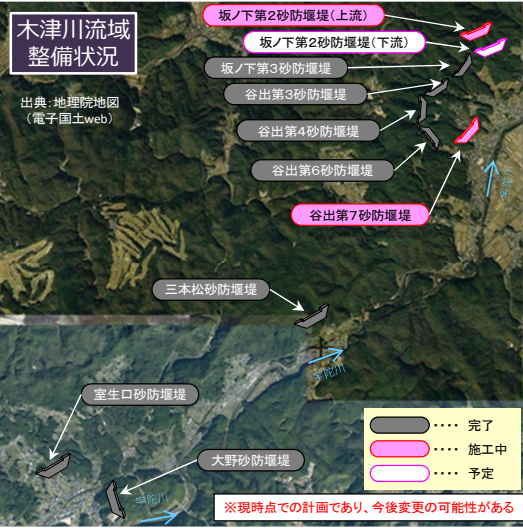 木津川流域
整備状況
出典：地理院地図
（電子国土web）
坂ノ下第2砂防堰堤（上流）
坂ノ下第2砂防堰堤（下流）
坂ノ下第3砂防堰堤
谷出第3砂防堰堤
谷出第4砂防堰堤
谷出第6砂防堰堤
谷出第7砂防堰堤
三本松砂防堰堤
宇陀川
室生口砂防堰堤
大野砂防堰堤
宇陀川
‥‥ 完了
‥‥ 施工中
‥‥ 予定
※現時点での計画であり、今後変更の可能性がある